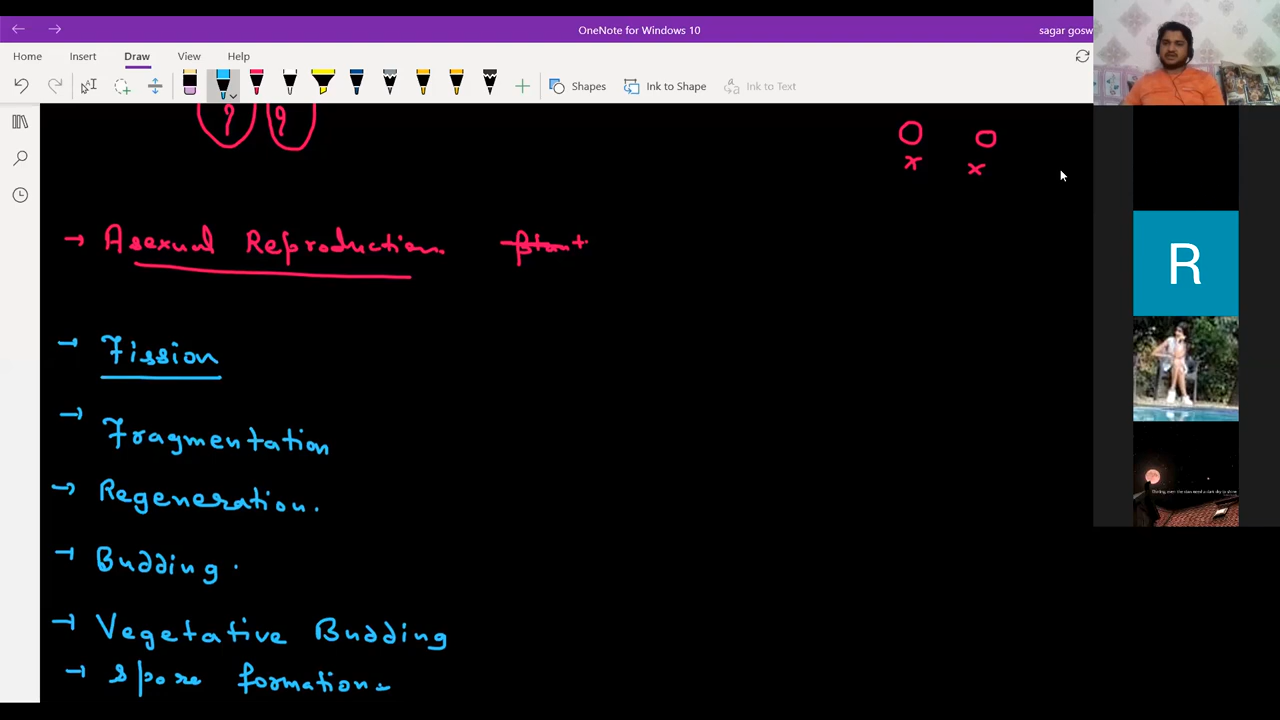 OneNote for Windows 10
sagar gosw
Home Insert Draw View Help
Shapes Ink to Shape Ink to Text
→ Asexual Reproduction.
→ Fission
→ Fragmentation
→ Regeneration.
→ Budding.
→ Vegetative Budding
→ Spore formation
R